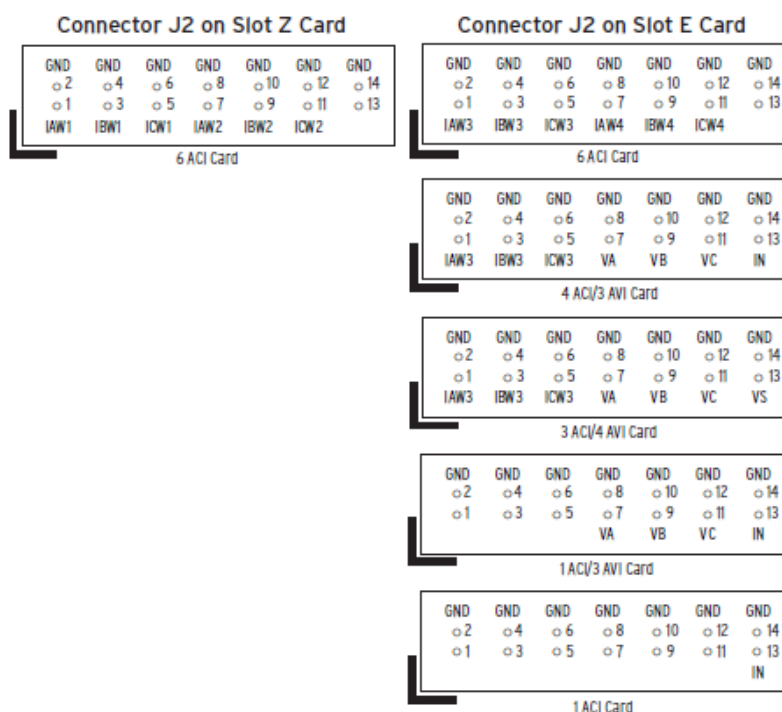 Connector J2 on Slot Z Card
GND GND GND GND GND GND GND
2 4 6 8 10 12 14
1 3 5 7 9 11 13
IAW1 IBW1 ICW1 IAW2 IBW2 ICW2
6 ACI Card
Connector J2 on Slot E Card
GND GND GND GND GND GND GND
2 4 6 8 10 12 14
1 3 5 7 9 11 13
IAW3 IBW3 ICW3 IAW4 IBW4 ICW4
6 ACI Card
GND GND GND GND GND GND GND
2 4 6 8 10 12 14
1 3 5 7 9 11 13
IAW3 IBW3 ICW3 VA VB VC IN
4 ACI/3 AVI Card
GND GND GND GND GND GND GND
2 4 6 8 10 12 14
1 3 5 7 9 11 13
IAW3 IBW3 ICW3 VA VB VC VS
3 ACI/4 AVI Card
GND GND GND GND GND GND GND
2 4 6 8 10 12 14
1 3 5 7 9 11 13
VA VB VC IN
1 ACI/3 AVI Card
GND GND GND GND GND GND GND
2 4 6 8 10 12 14
1 3 5 7 9 11 13
IN
1 ACI Card